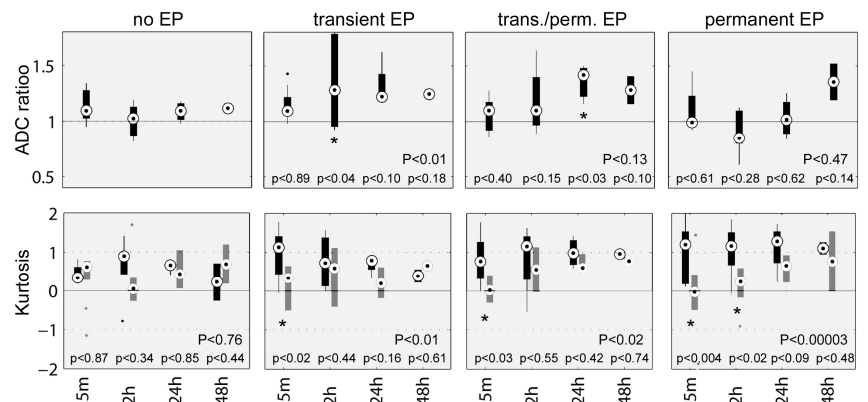 no EP
transient EP
trans./perm. EP
permanent EP
ADC ratioo
1.5
1
0.5
*
*
P<0.01
P<0.13
P<0.47
p<0.89 p<0.04 p<0.10 p<0.18
p<0.40 p<0.15 p<0.03 p<0.10
p<0.61 p<0.28 p<0.62 p<0.14
Kurtosis
2
1
0
−1
−2
*
*
*
*
P<0.76
P<0.01
P<0.02
P<0.00003
p<0.87 p<0.34 p<0.85 p<0.44
p<0.02 p<0.44 p<0.16 p<0.61
p<0.03 p<0.55 p<0.42 p<0.74
p<0.004 p<0.02 p<0.09 p<0.48
5m 2h 24h 48h
5m 2h 24h 48h
5m 2h 24h 48h
5m 2h 24h 48h